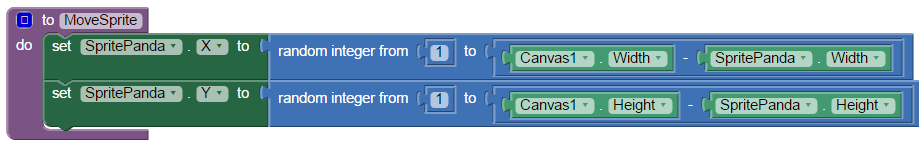 to MoveSprite
do set SpritePanda . X to random integer from 1 to Canvas1 . Width - SpritePanda . Width
set SpritePanda . Y to random integer from 1 to Canvas1 . Height - SpritePanda . Height